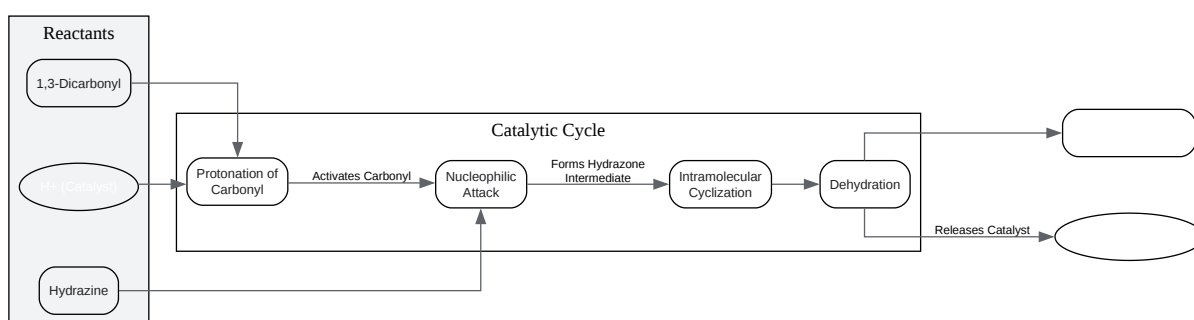 Reactants
1,3-Dicarbonyl
H+ (Catalyst)
Hydrazine
Catalytic Cycle
Protonation of
Carbonyl
Activates Carbonyl
Nucleophilic
Attack
Forms Hydrazone
Intermediate
Intramolecular
Cyclization
Dehydration
Releases Catalyst